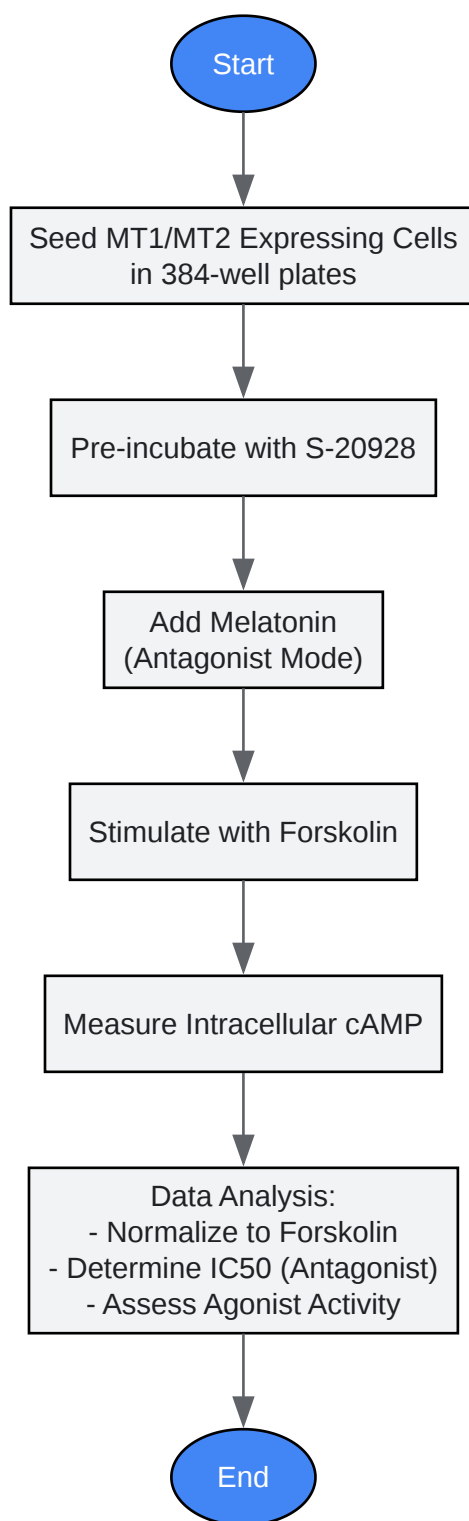 Start
Seed MT1/MT2 Expressing Cells
in 384-well plates
Pre-incubate with S-20928
Add Melatonin
(Antagonist Mode)
Stimulate with Forskolin
Measure Intracellular cAMP
Data Analysis:
- Normalize to Forskolin
- Determine IC50 (Antagonist)
- Assess Agonist Activity
End